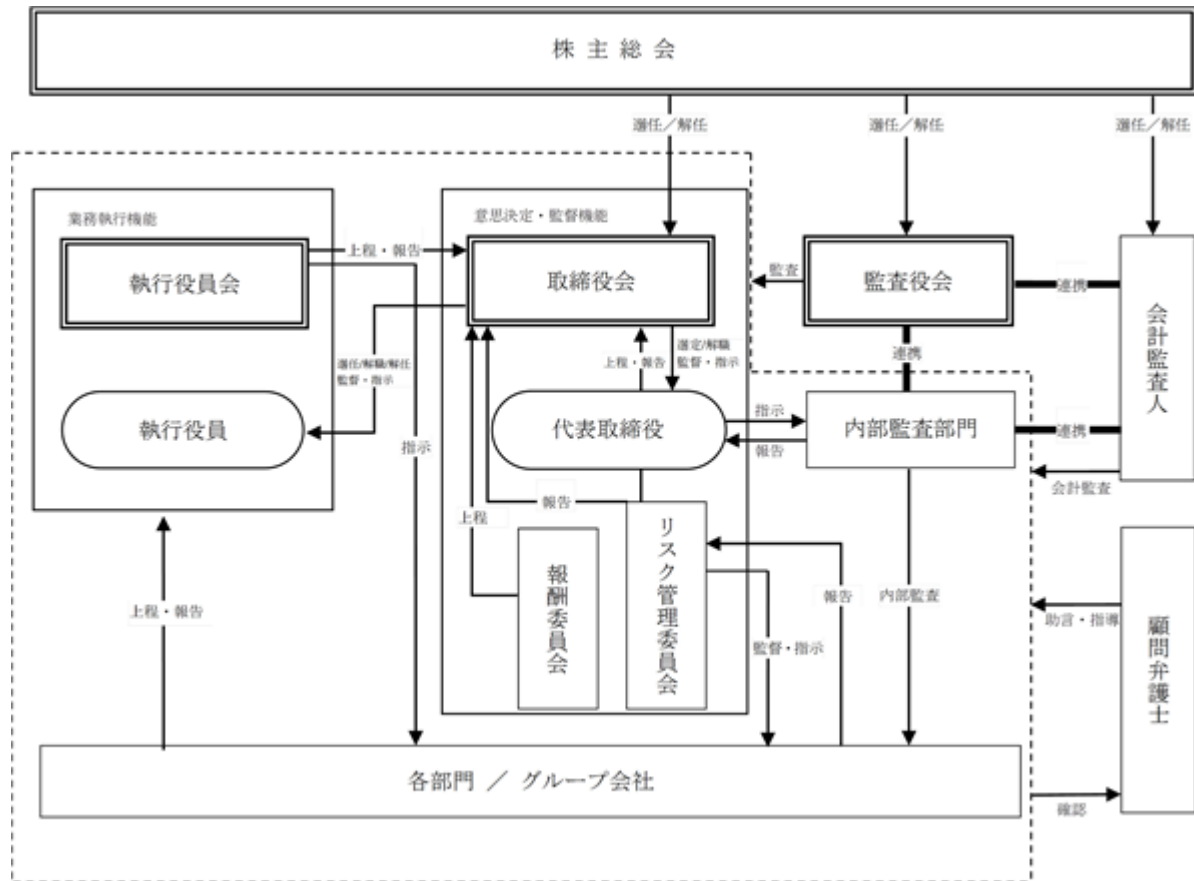 株主総会
選任／解任
選任／解任
選任／解任
業務執行機能
意思決定・監督機能
執行役員会
上程・報告
取締役会
監査
監査役会
連携
会計監査人
選任/解職/解任
監督・指示
上程・報告
選定/解職
監督・指示
連携
執行役員
指示
代表取締役
指示
報告
内部監査部門
連携
会計監査
上程
報告
報酬委員会
リスク管理委員会
監督・指示
報告
内部監査
助言・指導
顧問弁護士
上程・報告
各部門 ／ グループ会社
確認